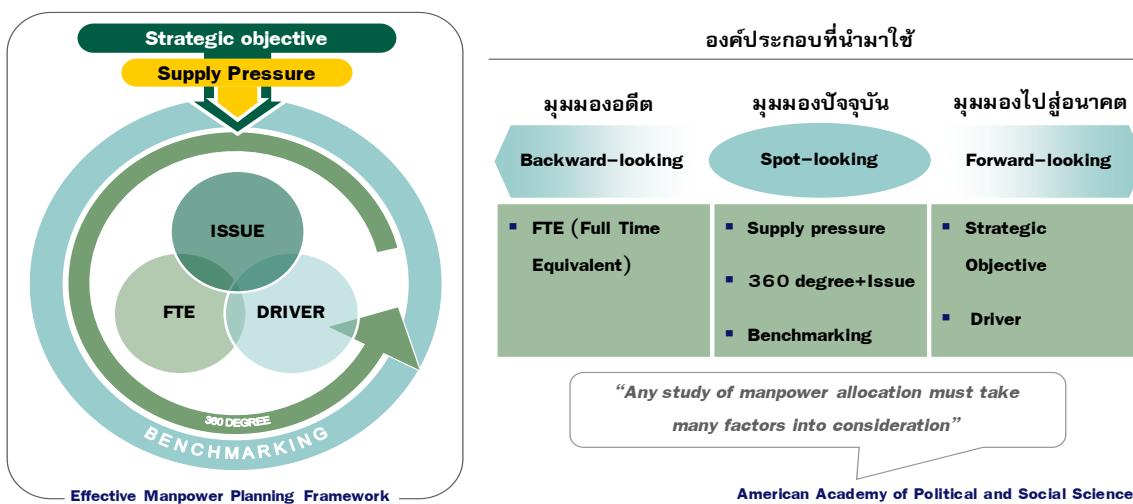 Strategic objective
Supply Pressure
ISSUE
FTE
DRIVER
360 DEGREE
BENCHMARKING
Effective Manpower Planning Framework
องค์ประกอบที่นำมาใช้
มุมมองอดีต
มุมมองปัจจุบัน
มุมมองไปสู่อนาคต
Backward-looking
Spot-looking
Forward-looking
▪ FTE (Full Time
Equivalent)
▪ Supply pressure
▪ 360 degree+Issue
▪ Benchmarking
▪ Strategic
Objective
▪ Driver
“Any study of manpower allocation must take
many factors into consideration”
American Academy of Political and Social Science